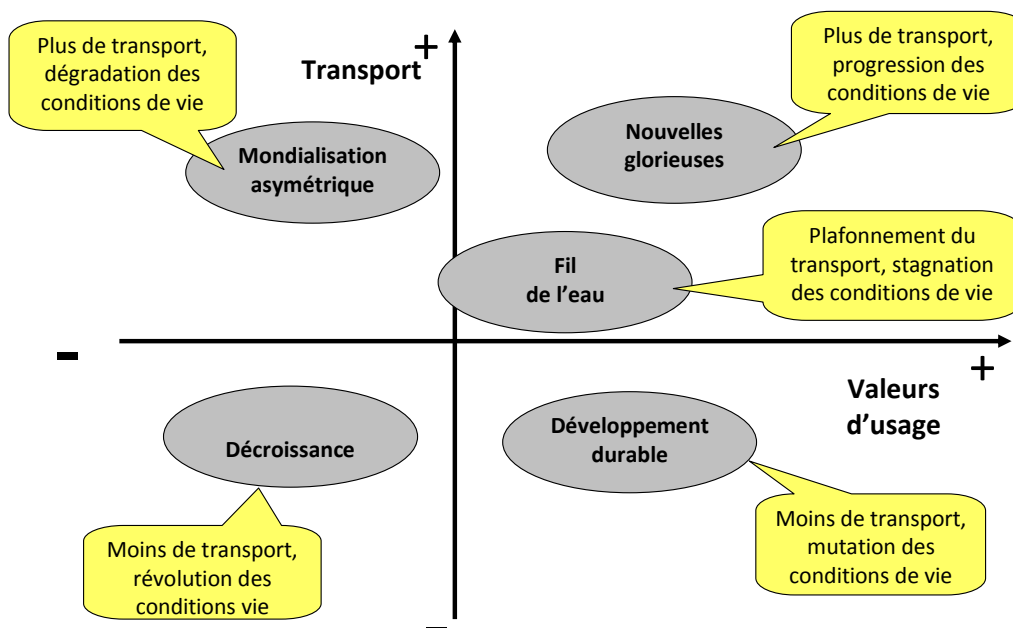 Plus de transport,
dégradation des
conditions de vie
Transport
+
Plus de transport,
progression des
conditions de vie
Mondialisation
asymétrique
Nouvelles
glorieuses
Fil
de l’eau
Plafonnement du
transport, stagnation
des conditions de vie
-
+
Valeurs
d’usage
Décroissance
Développement
durable
Moins de transport,
révolution des
conditions vie
Moins de transport,
mutation des
conditions de vie
-